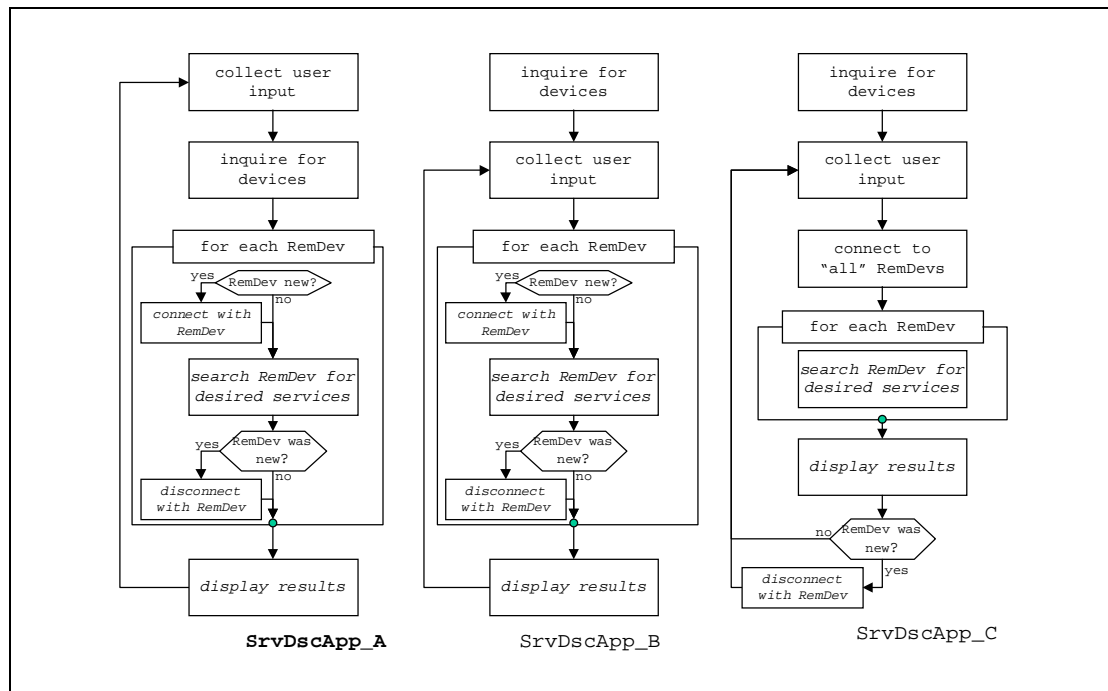 collect user
input
inquire for
devices
for each RemDev
yes
RemDev new?
no
connect with
RemDev
search RemDev for
desired services
yes
RemDev was
new?
no
disconnect
with RemDev
display results
SrvDscApp_A
inquire for
devices
collect user
input
for each RemDev
yes
RemDev new?
no
connect with
RemDev
search RemDev for
desired services
yes
RemDev was
new?
no
disconnect
with RemDev
display results
SrvDscApp_B
inquire for
devices
collect user
input
connect to
“all” RemDevs
for each RemDev
search RemDev for
desired services
display results
no
RemDev was
new?
yes
disconnect
with RemDev
SrvDscApp_C